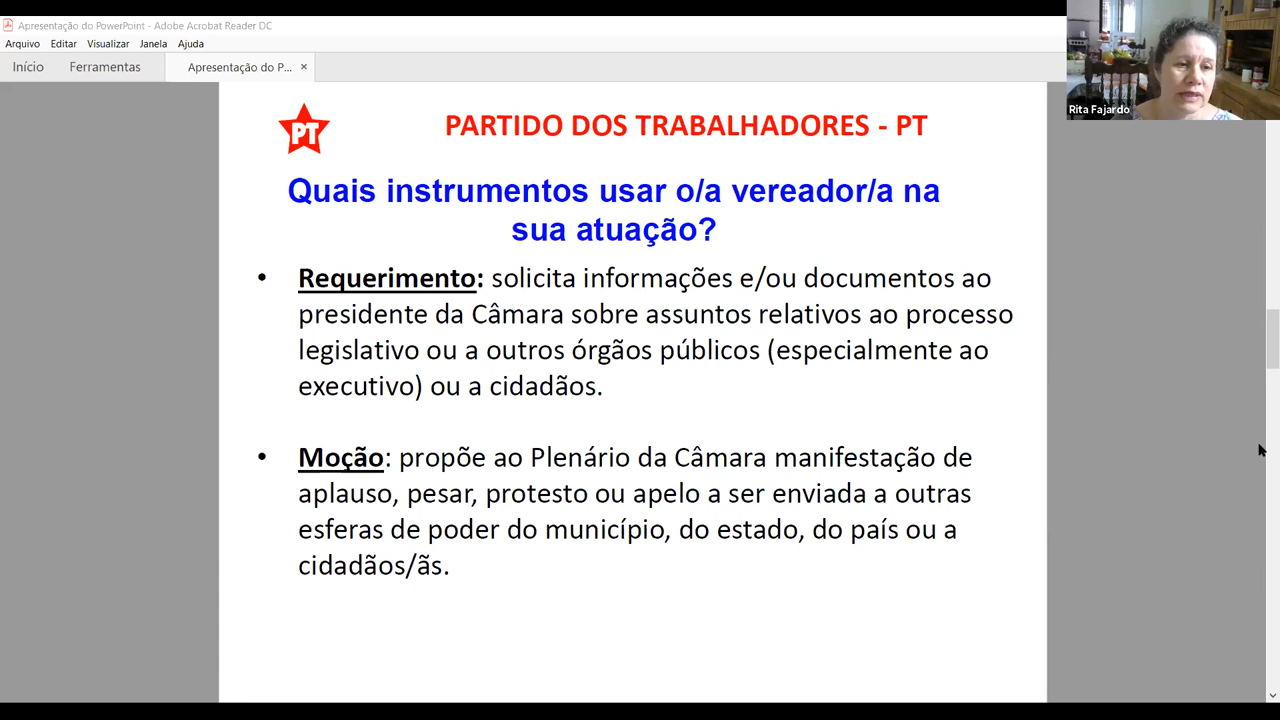 Apresentação do PowerPoint - Adobe Acrobat Reader DC
Arquivo Editar Visualizar Janela Ajuda
Início Ferramentas Apresentação do P... ×
Rita Fajardo
PT
PARTIDO DOS TRABALHADORES - PT
Quais instrumentos usar o/a vereador/a na
sua atuação?
• Requerimento: solicita informações e/ou documentos ao
presidente da Câmara sobre assuntos relativos ao processo
legislativo ou a outros órgãos públicos (especialmente ao
executivo) ou a cidadãos.
• Moção: propõe ao Plenário da Câmara manifestação de
aplauso, pesar, protesto ou apelo a ser enviada a outras
esferas de poder do município, do estado, do país ou a
cidadãos/ãs.